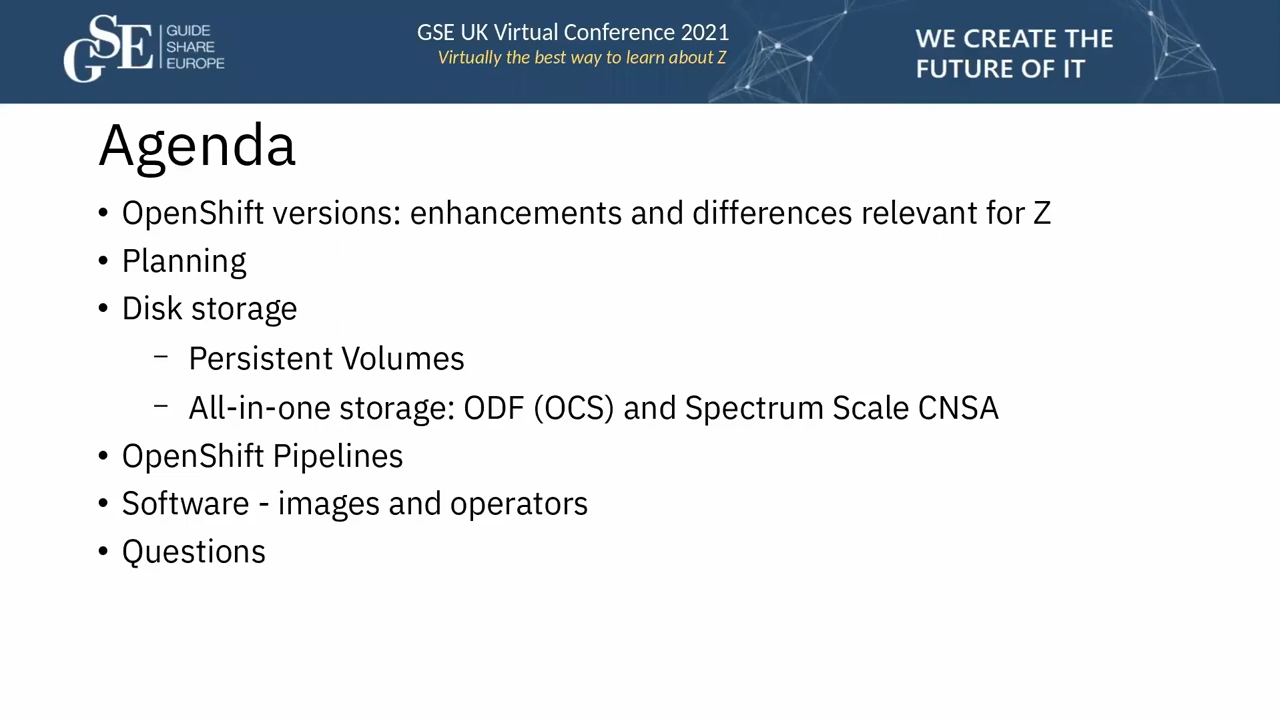 GSE
GUIDE
SHARE
EUROPE
GSE UK Virtual Conference 2021
Virtually the best way to learn about Z
WE CREATE THE
FUTURE OF IT
Agenda
• OpenShift versions: enhancements and differences relevant for Z
• Planning
• Disk storage
– Persistent Volumes
– All-in-one storage: ODF (OCS) and Spectrum Scale CNSA
• OpenShift Pipelines
• Software - images and operators
• Questions